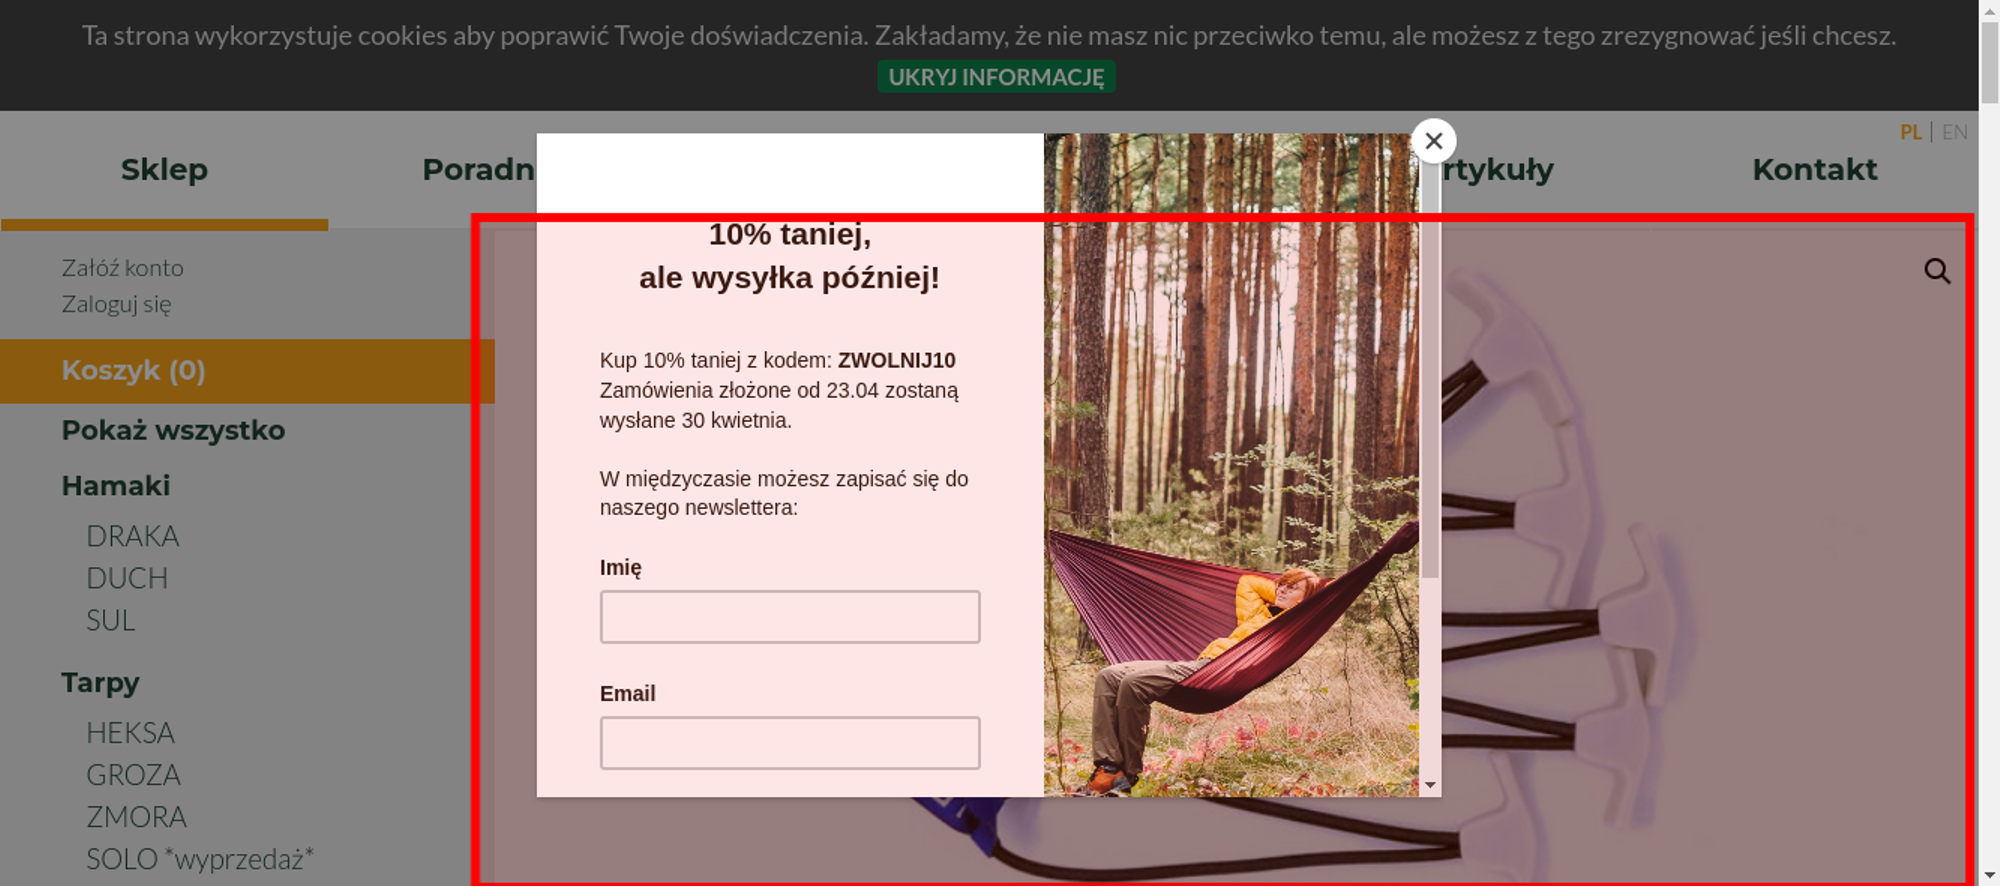 Ta strona wykorzystuje cookies aby poprawić Twoje doświadczenia. Zakładamy, że nie masz nic przeciwko temu, ale możesz z tego zrezygnować jeśli chcesz.
UKRYJ INFORMACJĘ
PL | EN
Sklep
Poradn
rtykuły
Kontakt
Załóż konto
Zaloguj się
Koszyk (0)
Pokaż wszystko
Hamaki
DRAKA
DUCH
SUL
Tarpy
HEKSA
GROZA
ZMORA
SOLO *wyprzedaż*
10% taniej,
ale wysyłka później!
Kup 10% taniej z kodem: ZWOLNIJ10
Zamówienia złożone od 23.04 zostaną
wysłane 30 kwietnia.
W międzyczasie możesz zapisać się do
naszego newslettera:
Imię
Email